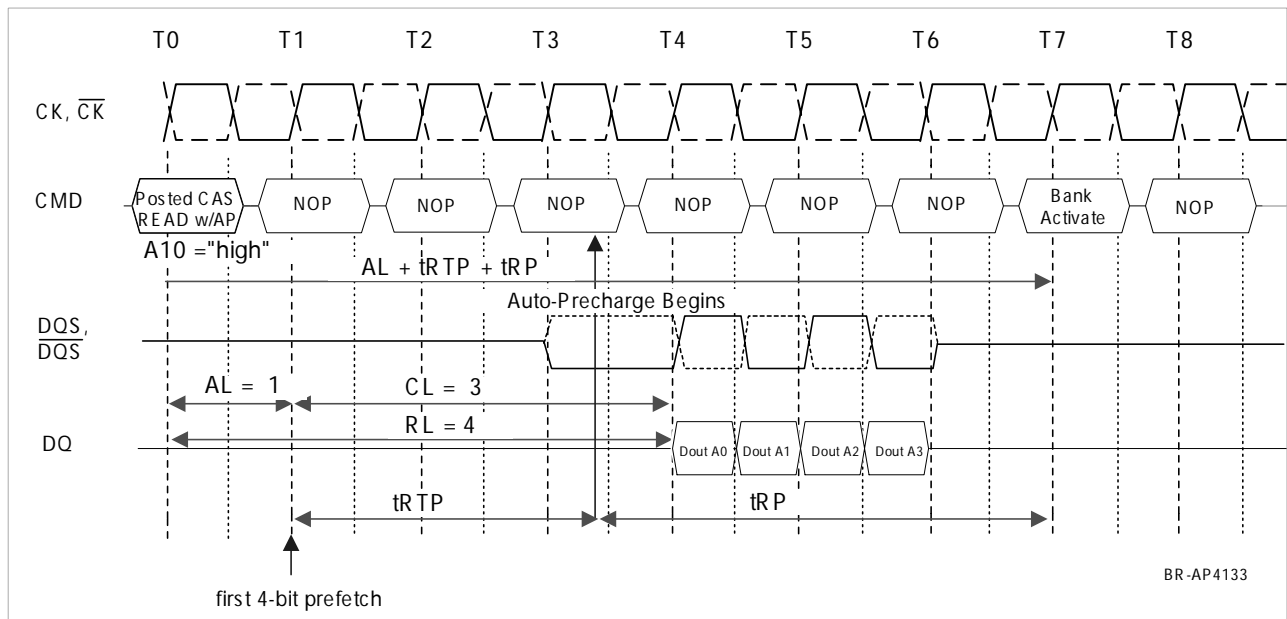 T0 T1 T2 T3 T4 T5 T6 T7 T8
CK, CK
CMD
Posted CAS
READ w/AP
NOP NOP NOP NOP NOP NOP
Bank
Activate
NOP
A10 ="high"
AL + tRTP + tRP
Auto-Precharge Begins
DQS,
DQS
AL = 1
CL = 3
RL = 4
DQ
Dout A0 Dout A1 Dout A2 Dout A3
tRTP
tRP
BR-AP4133
first 4-bit prefetch